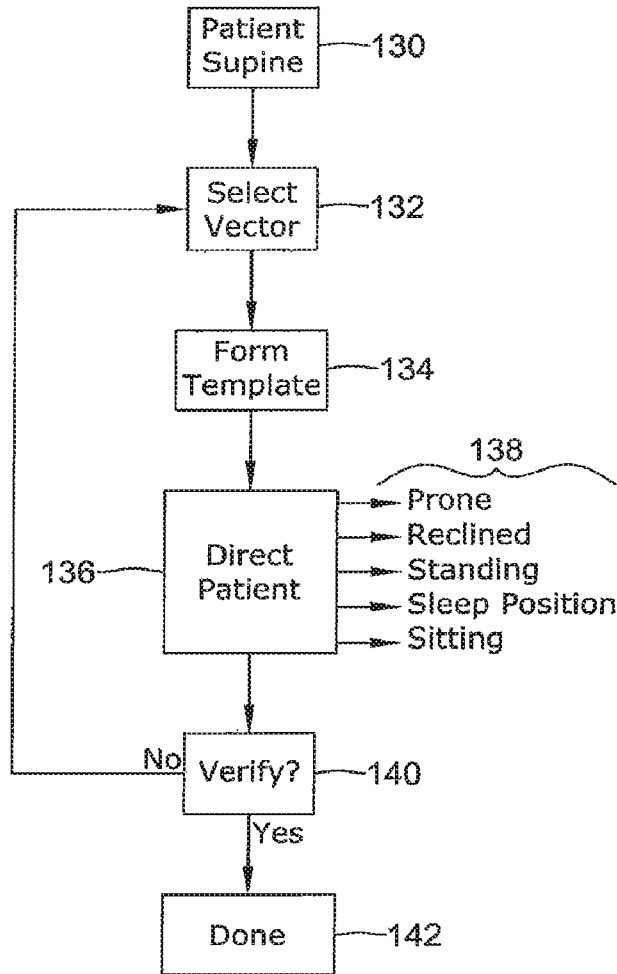 Patient
Supine
130
Select
Vector
132
Form
Template
134
138
136
Direct
Patient
Prone
Reclined
Standing
Sleep Position
Sitting
No
Verify?
140
Yes
Done
142